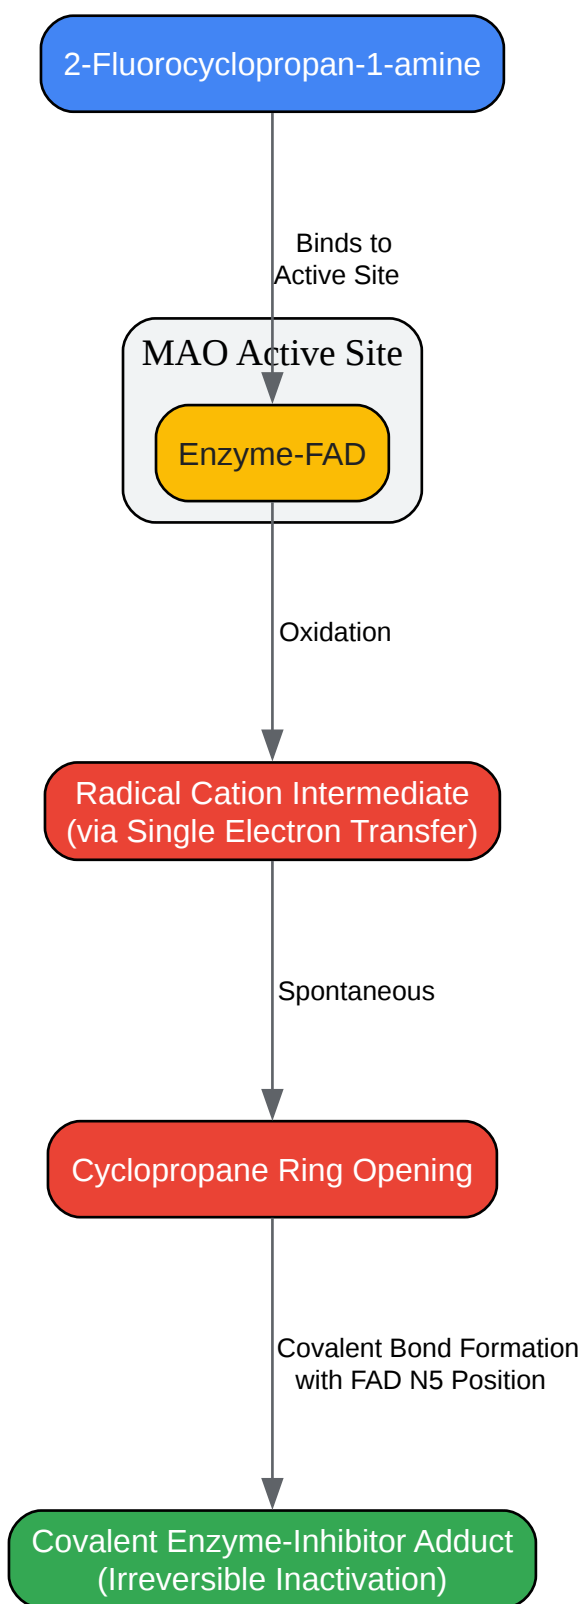 2-Fluorocyclopropan-1-amine
Binds to
Active Site
MAO Active Site
Enzyme-FAD
Oxidation
Radical Cation Intermediate
(via Single Electron Transfer)
Spontaneous
Cyclopropane Ring Opening
Covalent Bond Formation
with FAD N5 Position
Covalent Enzyme-Inhibitor Adduct
(Irreversible Inactivation)